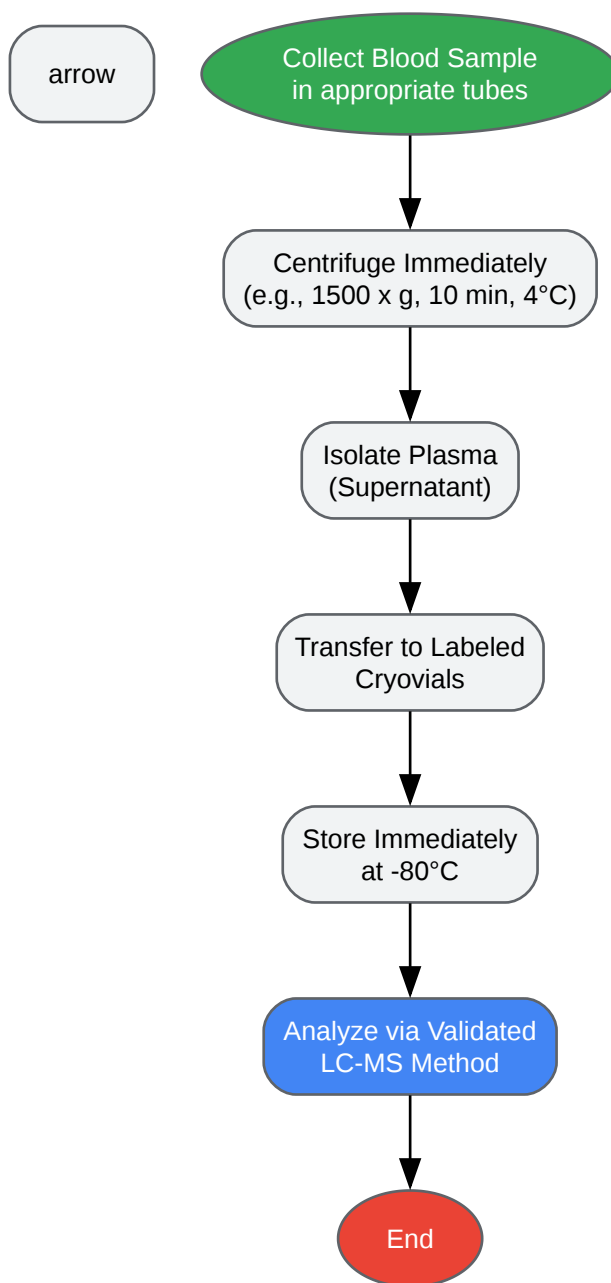 arrow
Collect Blood Sample
in appropriate tubes
Centrifuge Immediately
(e.g., 1500 x g, 10 min, 4°C)
Isolate Plasma
(Supernatant)
Transfer to Labeled
Cryovials
Store Immediately
at -80°C
Analyze via Validated
LC-MS Method
End